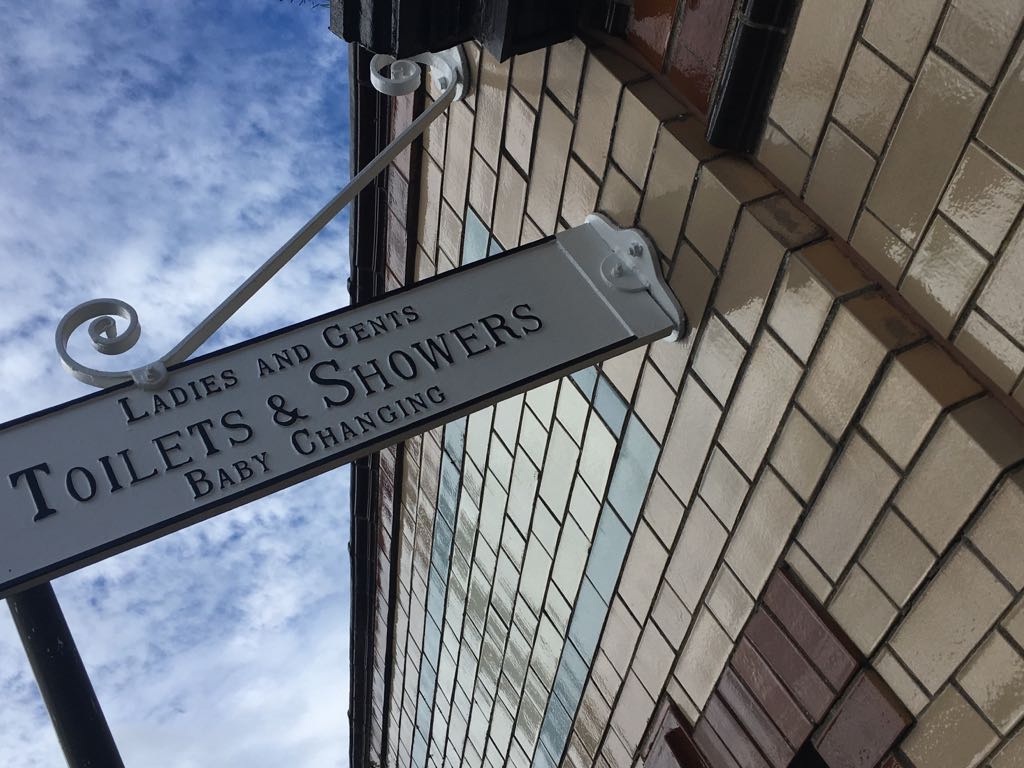 Ladies and Gents
Toilets & Showers
Baby Changing